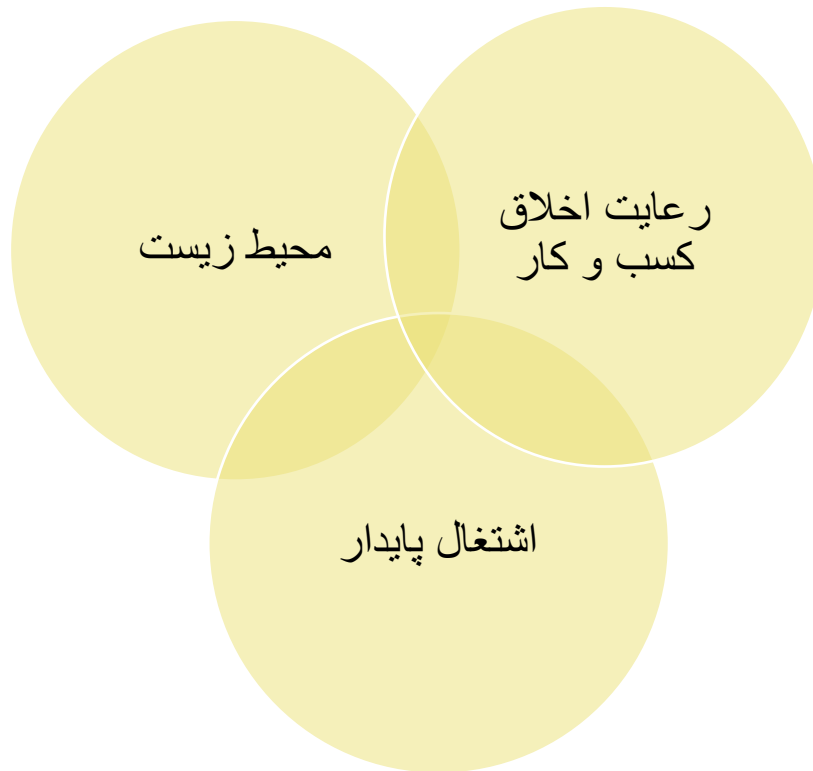 رعایت اخلاق
کسب و کار
محیط زیست
اشتغال پایدار